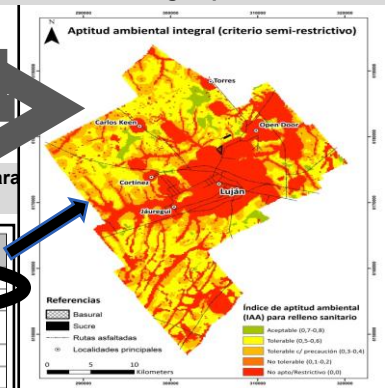 N
Aptitud ambiental integral (criterio semi-restrictivo)
Torres
Carlos Keen
Open Door
Cortinez
Luján
Jáuregui
ara
Referencias
Basural
Sucre
Rutas asfaltadas
Localidades principales
0
5
10
Kilometers
Índice de aptitud ambiental
(IAA) para relleno sanitario
Aceptable (0,7-0,8)
Tolerable (0,5-0,6)
Tolerable c/ precaución (0,3-0,4)
No tolerable (0,1-0,2)
No apto/Restrictivo (0,0)